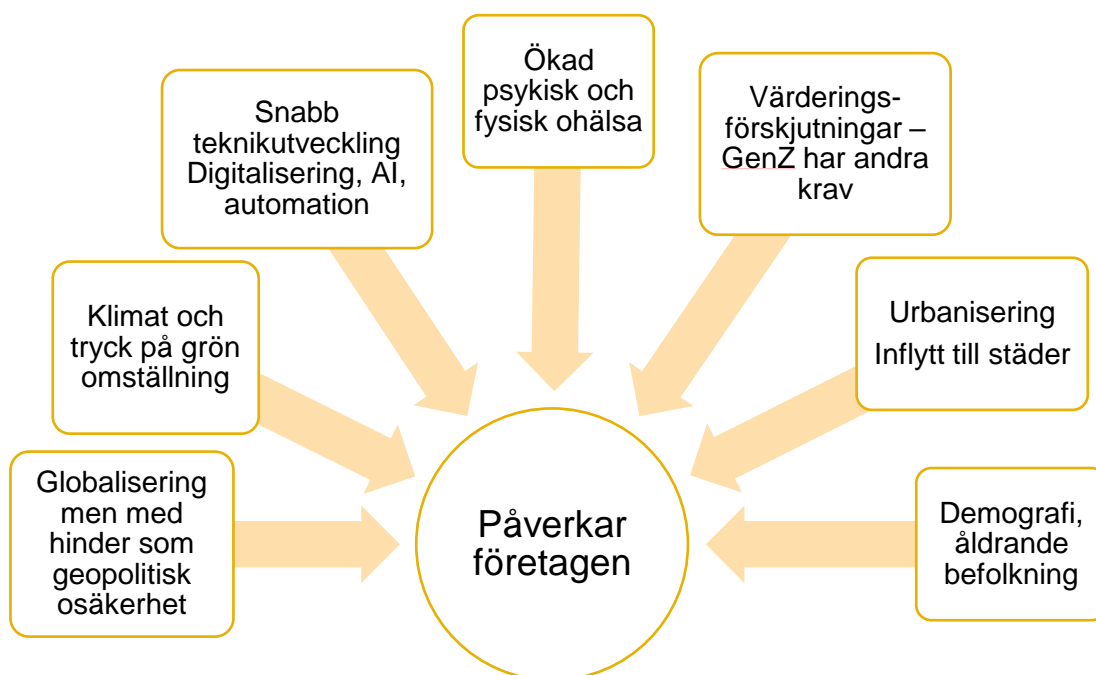 Ökad
psykisk och
fysisk ohälsa
Snabb
teknikutveckling
Digitalisering, AI,
automation
Värderings-
förskjutningar –
GenZ har andra
krav
Klimat och
tryck på grön
omställning
Urbanisering
Inflytt till städer
Globalisering
men med
hinder som
geopolitisk
osäkerhet
Påverkar
företagen
Demografi,
åldrande
befolkning